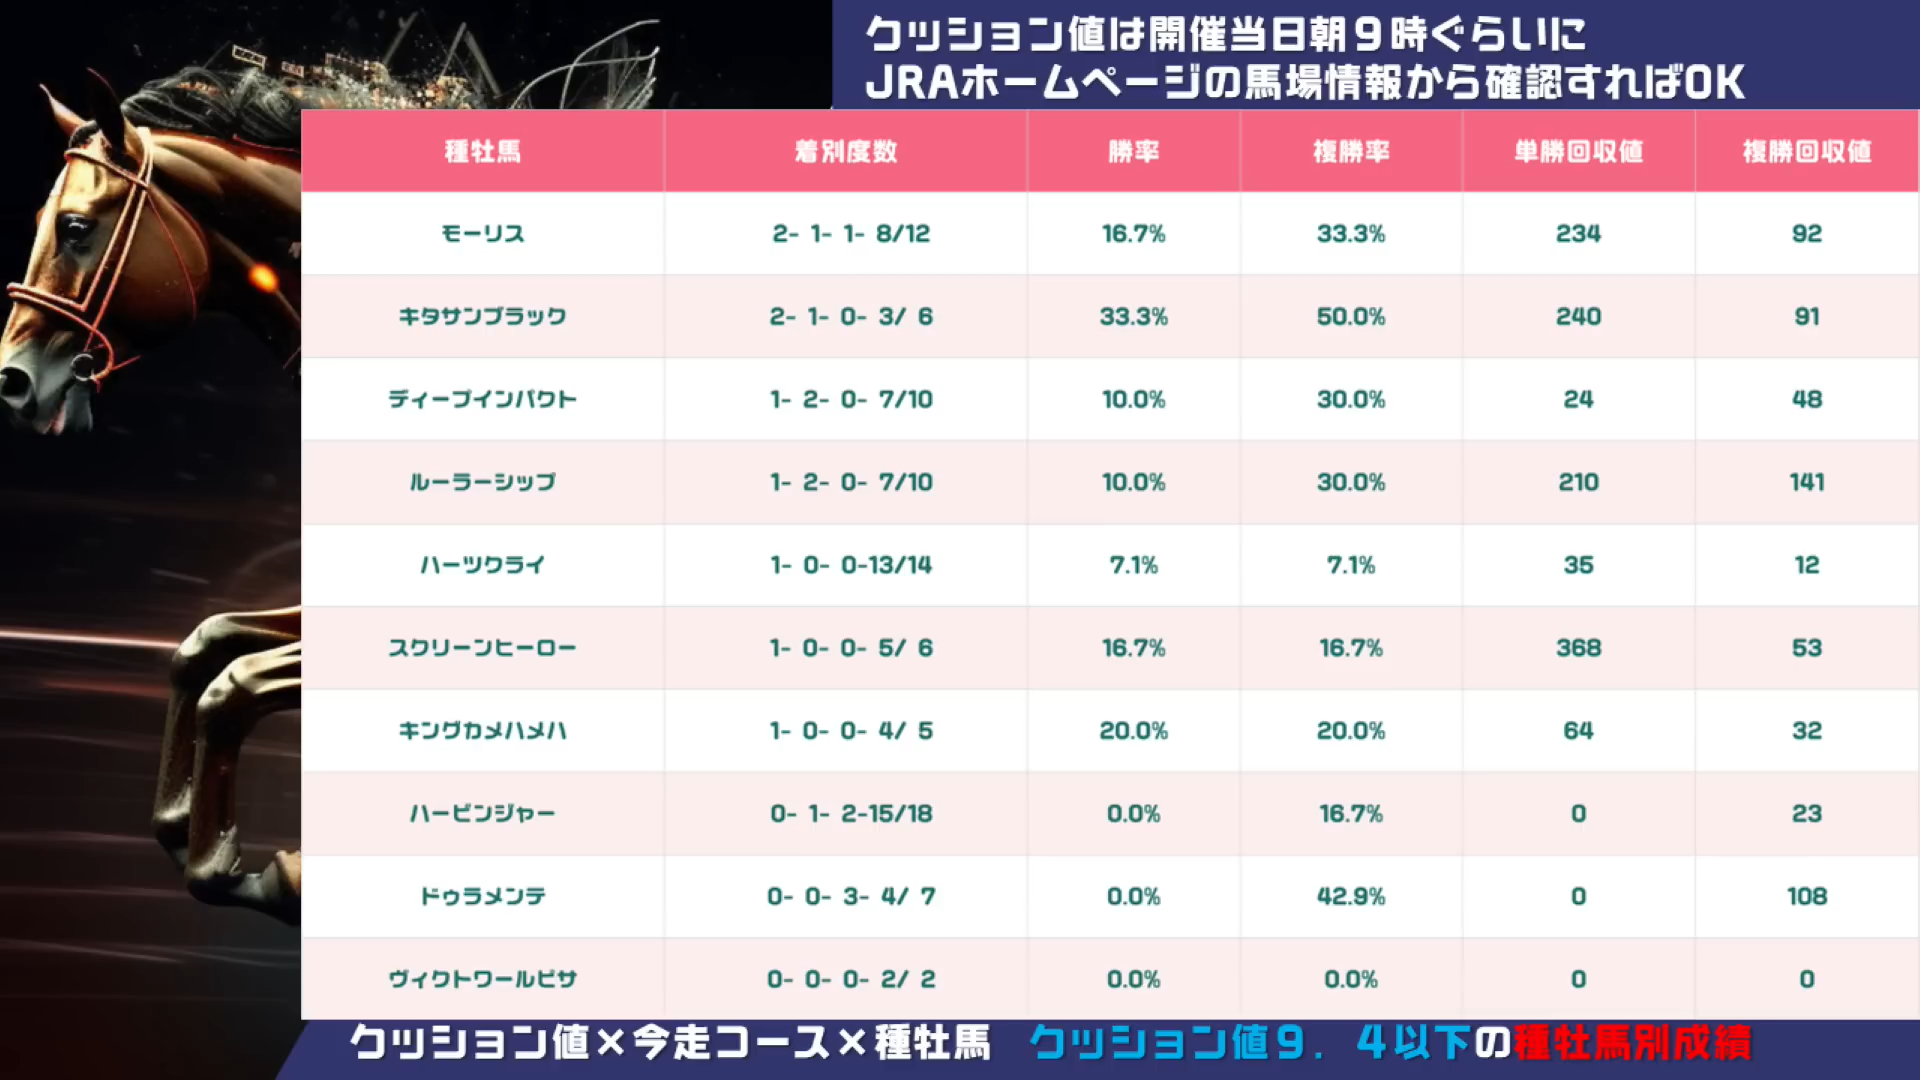 クッション値は開催当日朝9時ぐらいに
JRAホームページの馬場情報から確認すればOK
種牡馬 着別度数 勝率 複勝率 単勝回収値 複勝回収値
モーリス 2- 1- 1- 8/12 16.7% 33.3% 234 92
キタサンブラック 2- 1- 0- 3/ 6 33.3% 50.0% 240 91
ディープインパクト 1- 2- 0- 7/10 10.0% 30.0% 24 48
ルーラーシップ 1- 2- 0- 7/10 10.0% 30.0% 210 141
ハーツクライ 1- 0- 0-13/14 7.1% 7.1% 35 12
スクリーンヒーロー 1- 0- 0- 5/ 6 16.7% 16.7% 368 53
キングカメハメハ 1- 0- 0- 4/ 5 20.0% 20.0% 64 32
ハービンジャー 0- 1- 2-15/18 0.0% 16.7% 0 23
ドゥラメンテ 0- 0- 3- 4/ 7 0.0% 42.9% 0 108
ヴィクトワールピサ 0- 0- 0- 2/ 2 0.0% 0.0% 0 0
クッション値×今走コース×種牡馬 クッション値9．4以下の種牡馬別成績